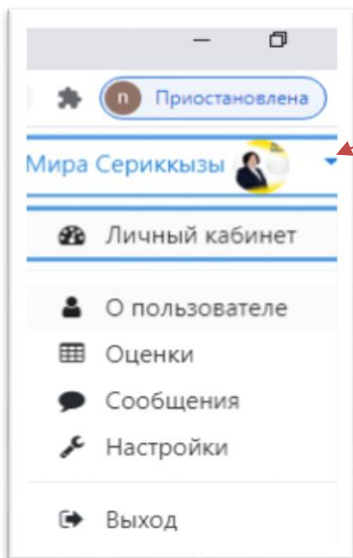 n Приостановлена
Мира Сериккызы
Личный кабинет
О пользователе
Оценки
Сообщения
Настройки
Выход